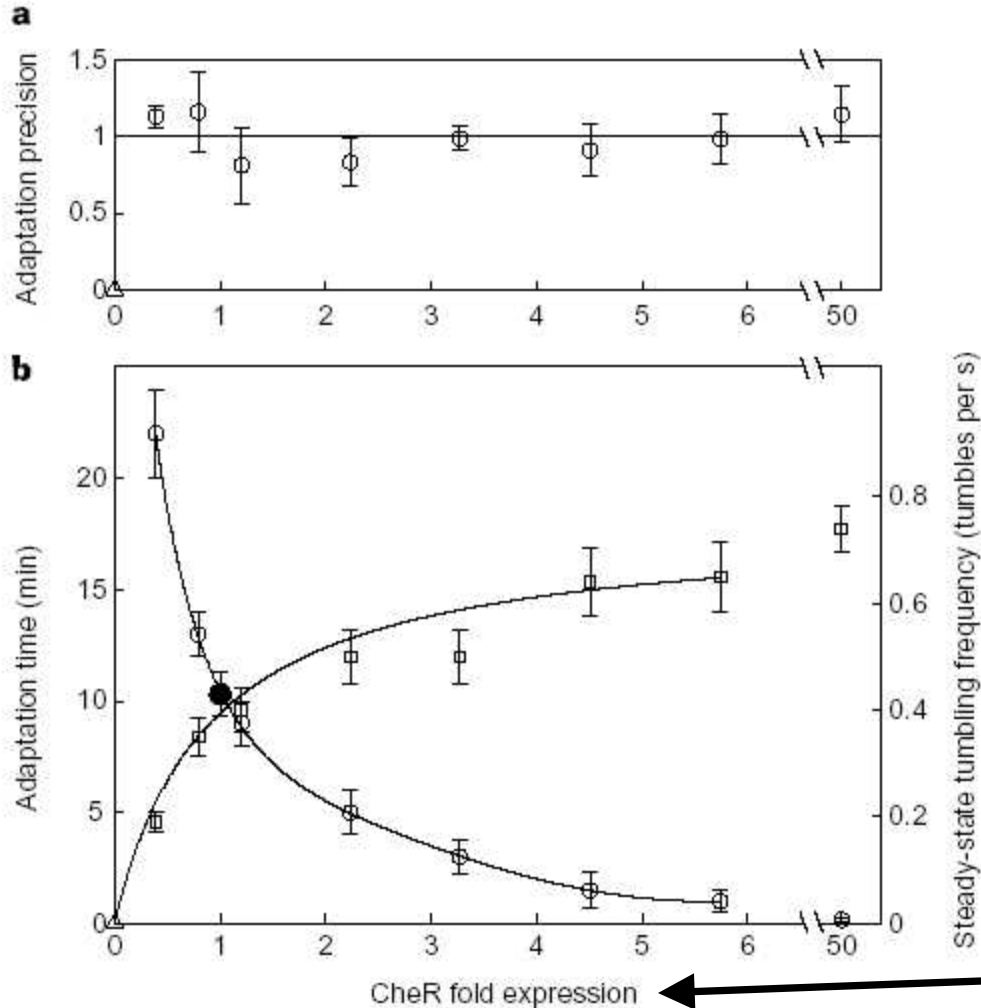 a
Adaptation precision
1.5
1
0.5
0
0 1 2 3 4 5 6 50
b
Adaptation time (min)
20
15
10
5
0
0.8
0.6
0.4
0.2
0
Steady-state tumbling frequency (tumbles per s)
0 1 2 3 4 5 6 50
CheR fold expression